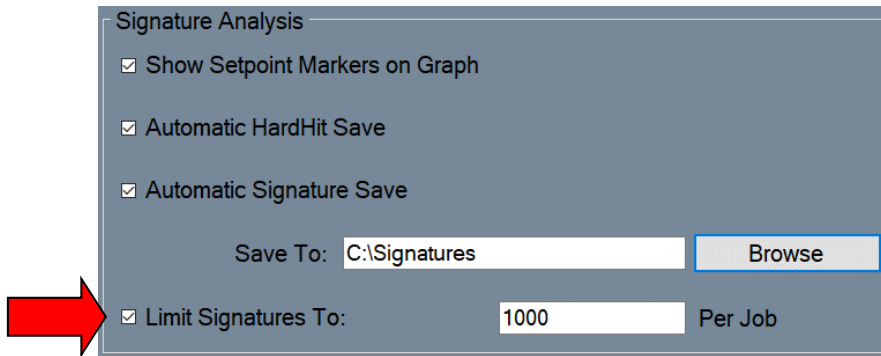 Signature Analysis
Show Setpoint Markers on Graph
Automatic HardHit Save
Automatic Signature Save
Save To: C:\Signatures Browse
Limit Signatures To: 1000 Per Job